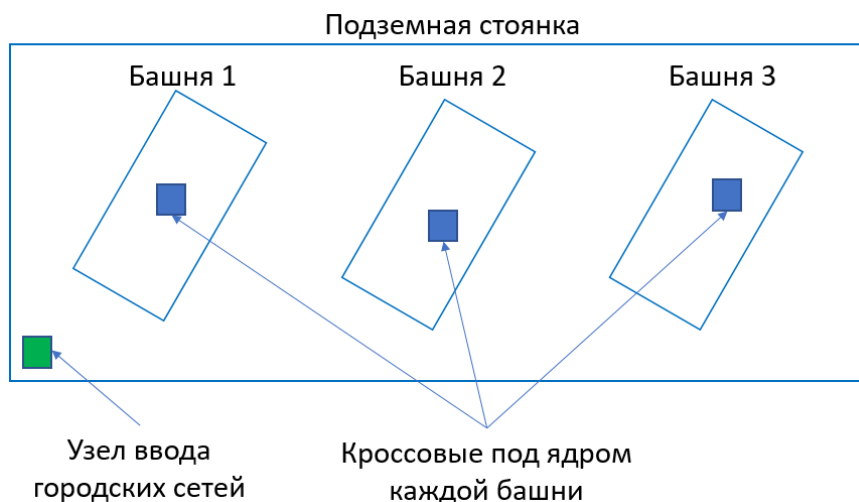 Подземная стоянка
Башня 1
Башня 2
Башня 3
Узел ввода
городских сетей
Кроссовые под ядром
каждой башни